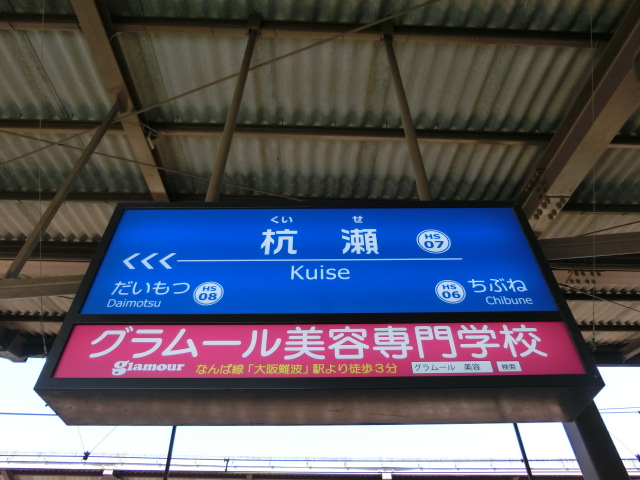 くいせ
杭瀬 HS 07
<<< Kuise
だいもつ HS 08 HS 06 ちぶね
Daimotsu Chibune
グラムール美容専門学校
glamour なんば線「大阪難波」駅より徒歩3分 グラムール 美容 検索